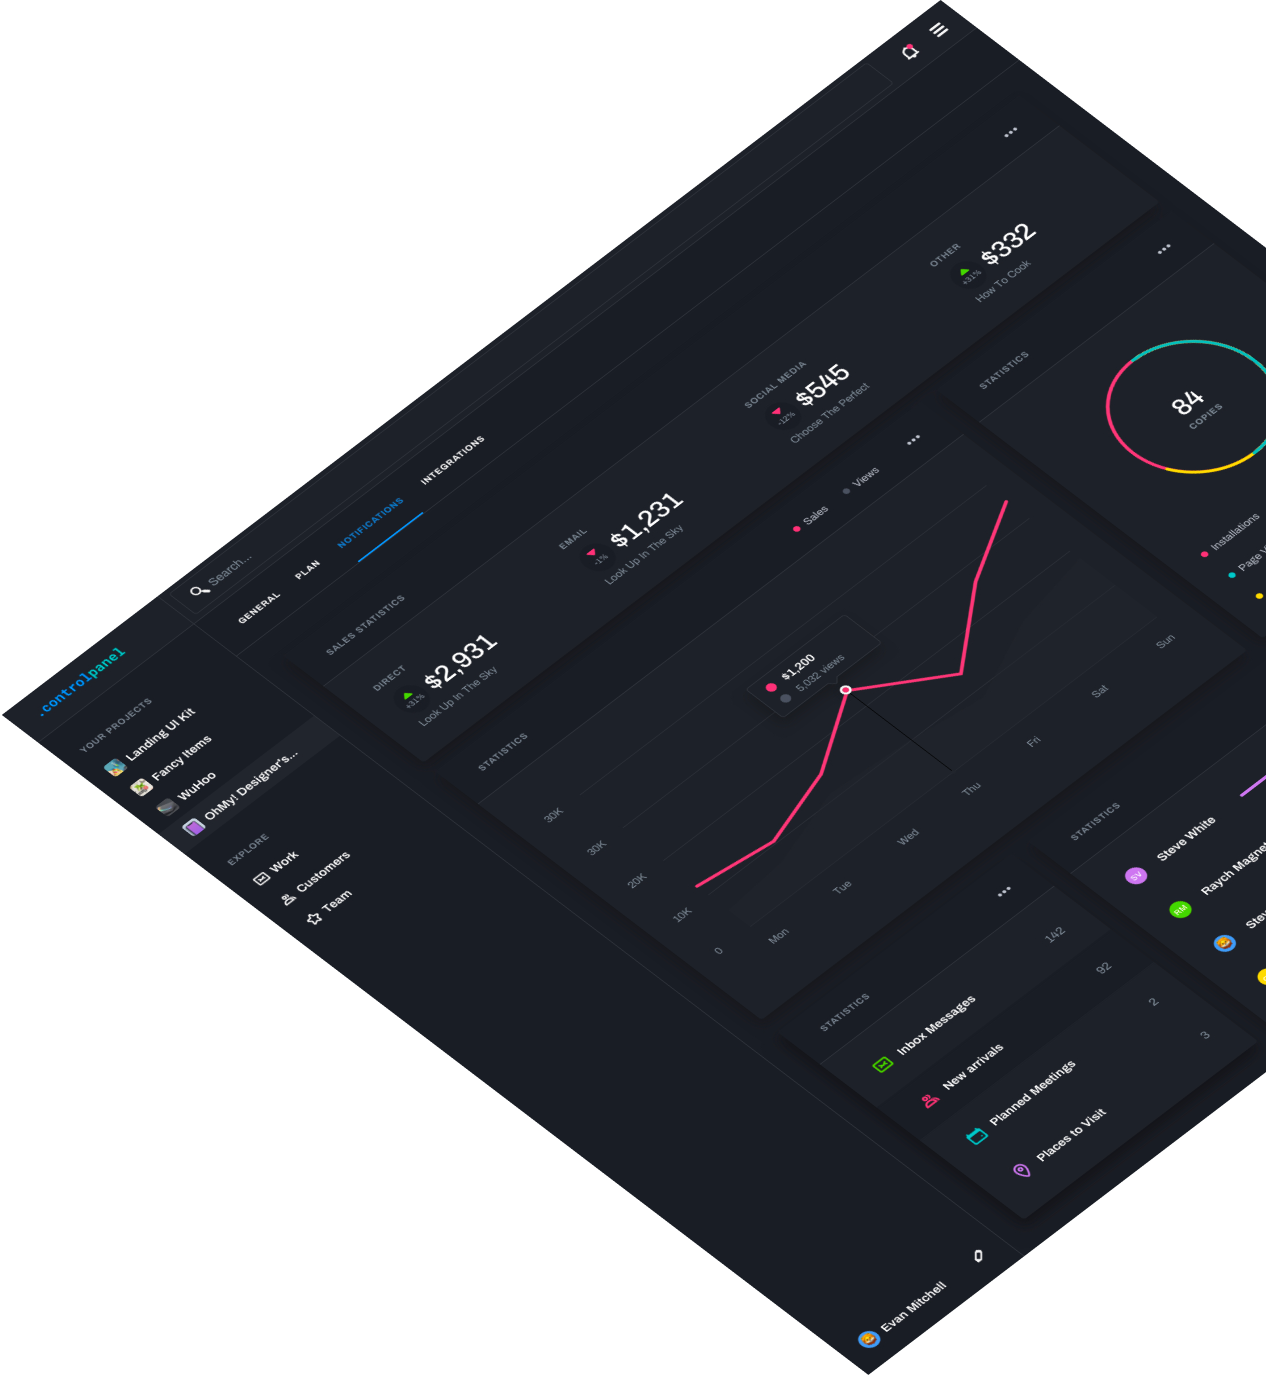 .controlpanel
YOUR PROJECTS
Landing UI Kit
Fancy Items
WuHoo
OhMy! Designer's...
EXPLORE
Work
Customers
Team
Search...
GENERAL
PLAN
NOTIFICATIONS
INTEGRATIONS
SALES STATISTICS
DIRECT
$2,931
+31%
Look Up In The Sky
EMAIL
$1,231
-1%
Look Up In The Sky
SOCIAL MEDIA
$545
-12%
Choose The Perfect
OTHER
$332
+31%
How To Cook
STATISTICS
Sales
Views
$1,200
5,032 views
30K
30K
20K
10K
0
Mon
Tue
Wed
Thu
Fri
Sat
Sun
STATISTICS
84
COPIES
Installations
Page
STATISTICS
Inbox Messages
142
New arrivals
92
Planned Meetings
2
Places to Visit
3
STATISTICS
SV
Steve White
RM
Raych
Evan Mitchell